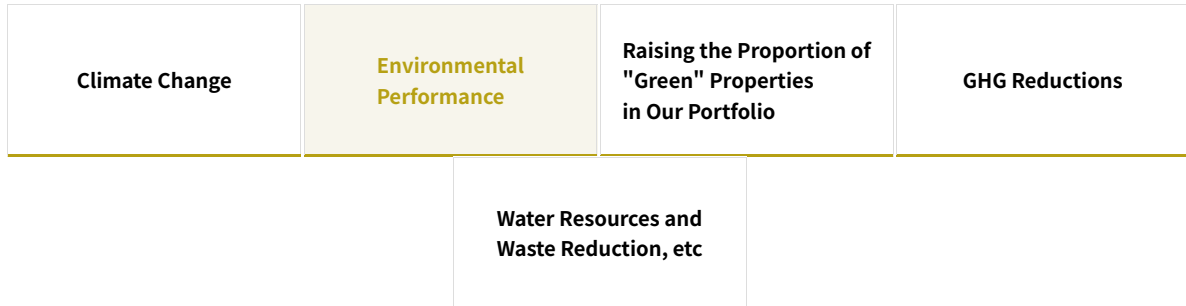 Climate Change
Environmental
Performance
Raising the Proportion of
"Green" Properties
in Our Portfolio
GHG Reductions
Water Resources and
Waste Reduction, etc